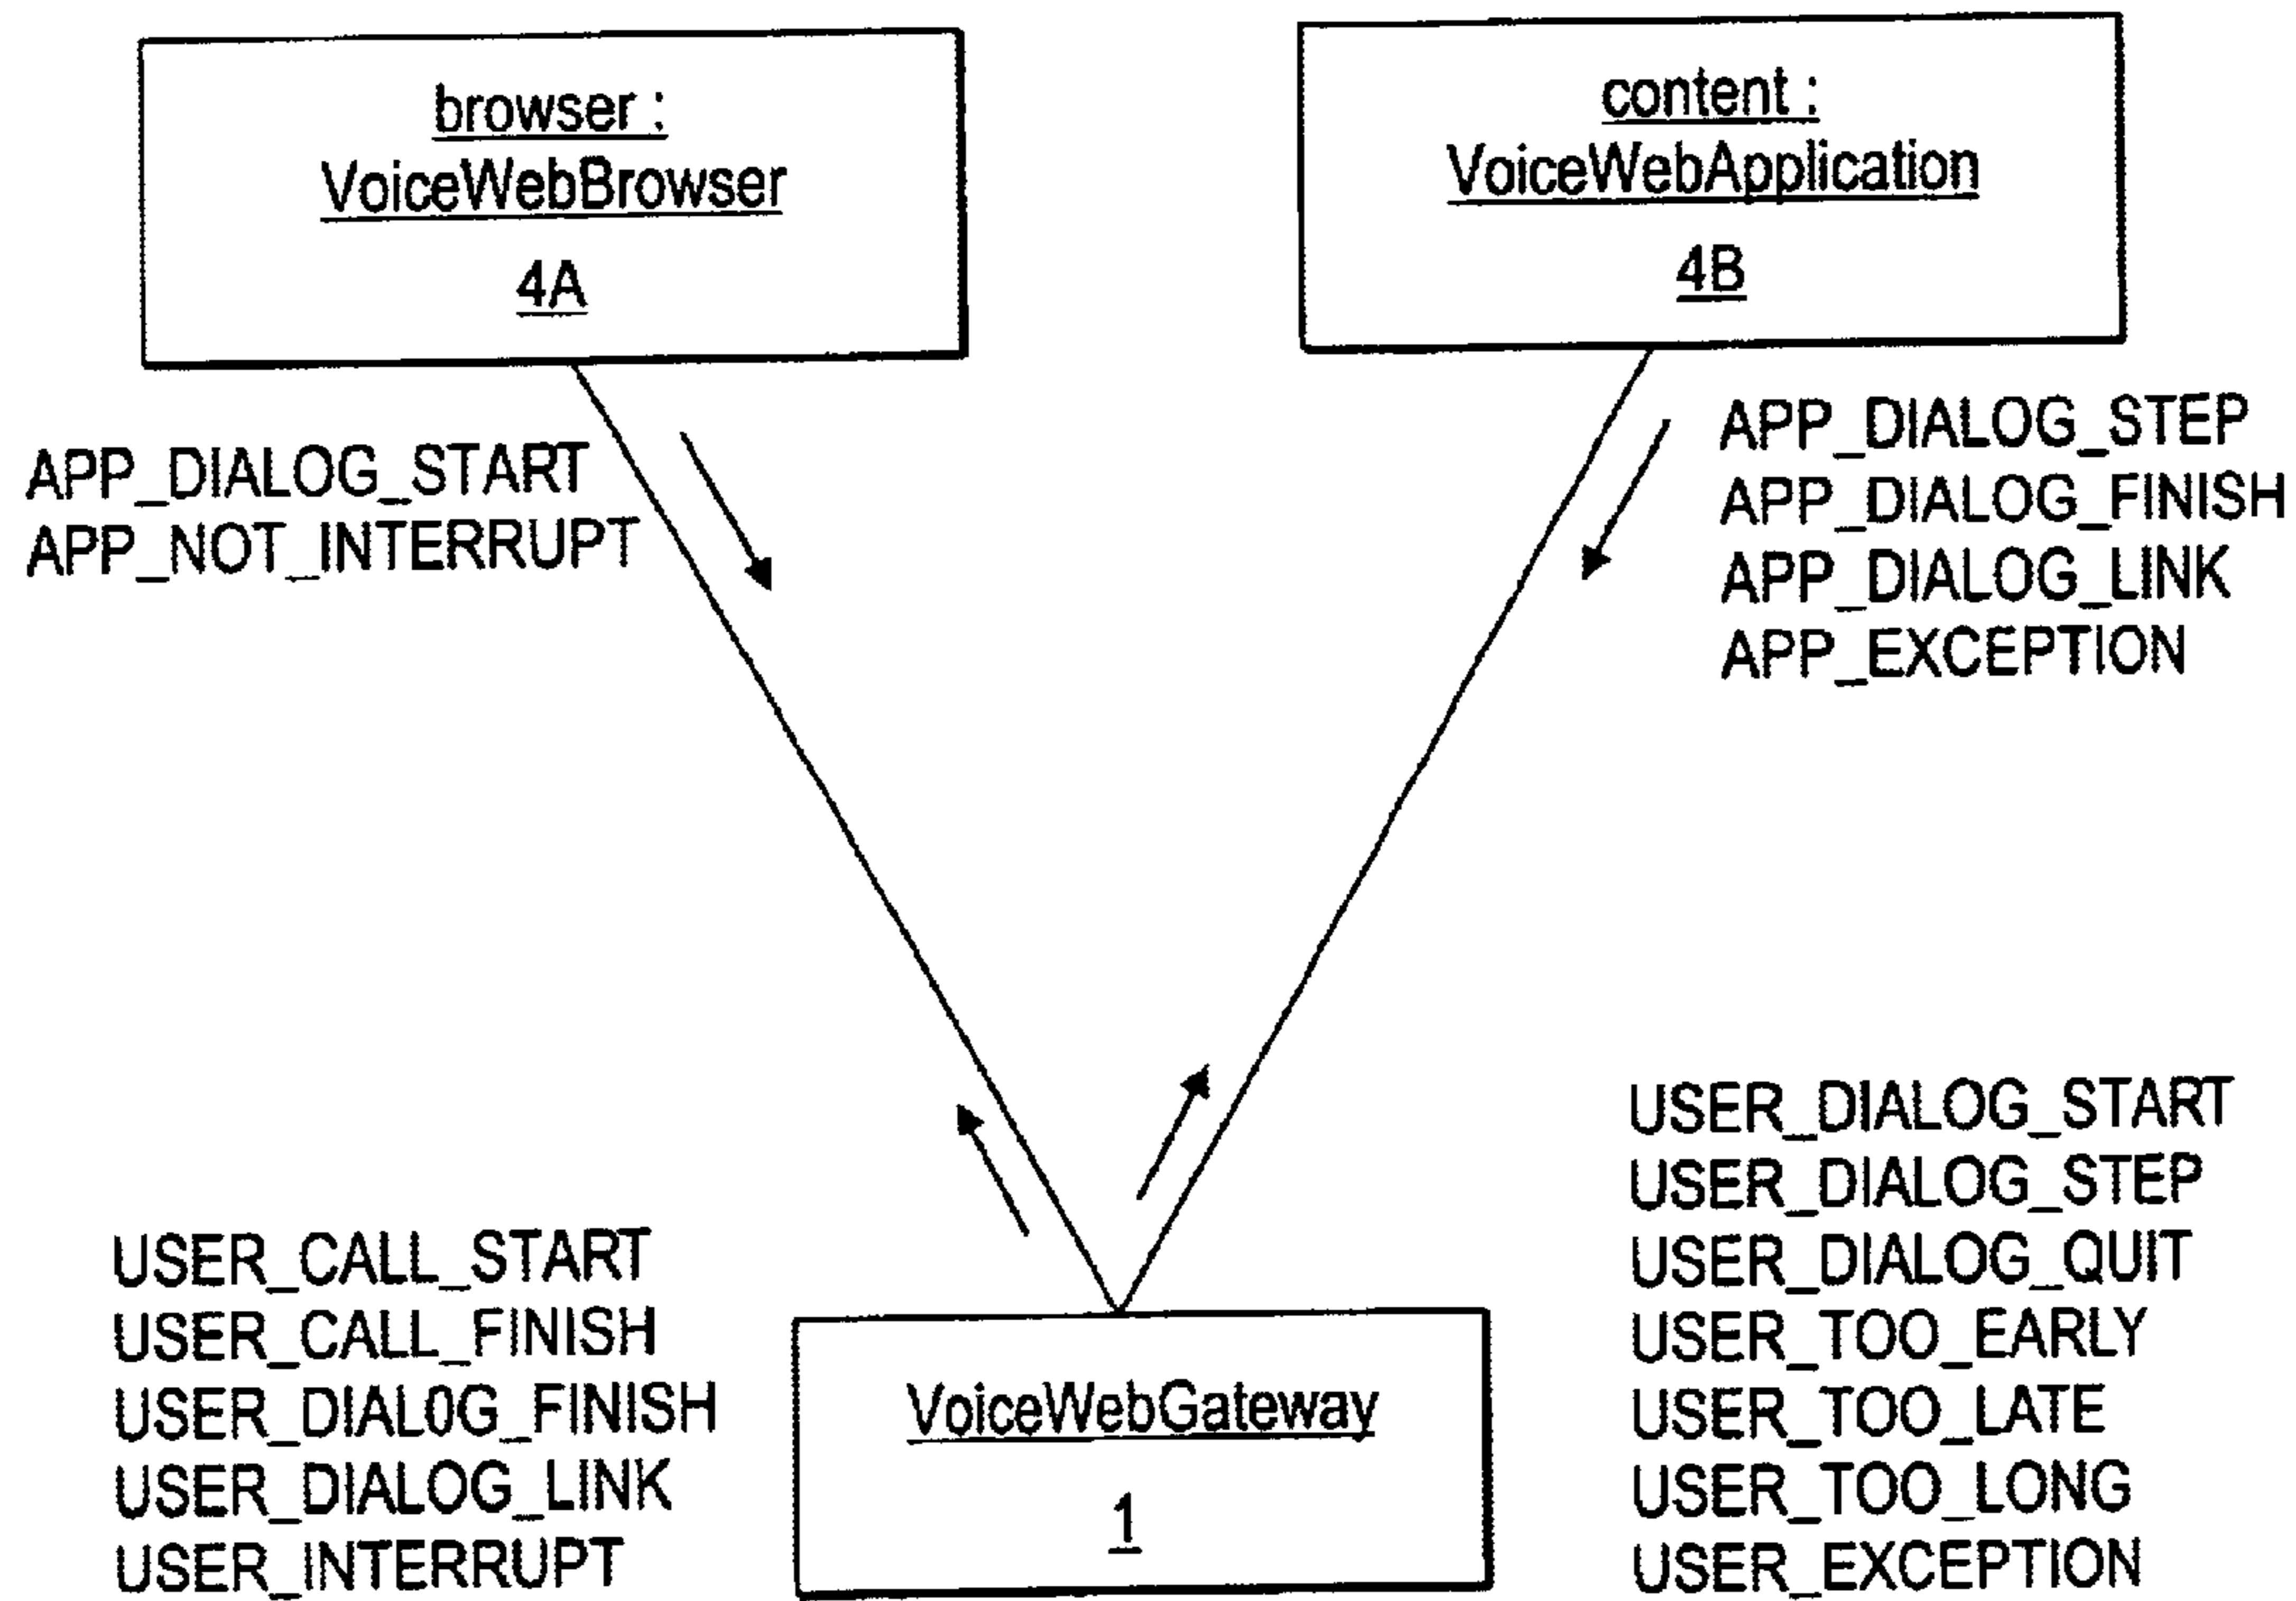 browser :
VoiceWebBrowser
4A
content :
VoiceWebApplication
4B
APP_DIALOG_START
APP_NOT_INTERRUPT
APP_DIALOG_STEP
APP_DIALOG_FINISH
APP_DIALOG_LINK
APP_EXCEPTION
USER_CALL_START
USER_CALL_FINISH
USER_DIAL0G_FINISH
USER_DIALOG_LINK
USER_INTERRUPT
VoiceWebGateway
1
USER_DIALOG_START
USER_DIALOG_STEP
USER_DIALOG_QUIT
USER_TOO_EARLY
USER_TOO_LATE
USER_TOO_LONG
USER_EXCEPTION